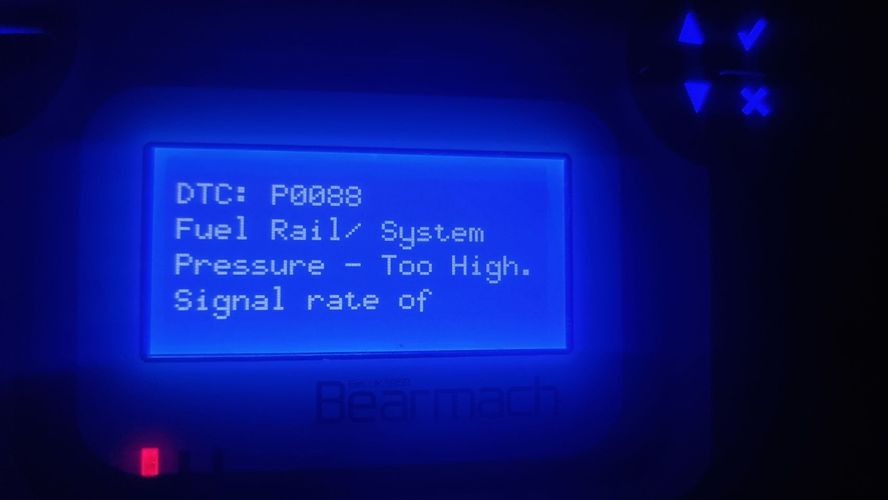 DTC: P0088
Fuel Rail/ System
Pressure - Too High.
Signal rate of
Bearmach